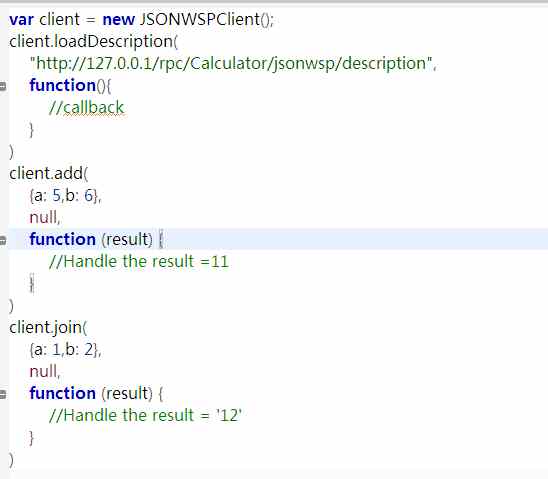 var client = new JSONWSPClient();
client.loadDescription(
"http://127.0.0.1/rpc/Calculator/jsonwsp/description",
function(){
//callback
}
)
client.add(
{a: 5,b: 6},
null,
function (result) {
//Handle the result =11
}
)
client.join(
{a: 1,b: 2},
null,
function (result) {
//Handle the result = '12'
}
)